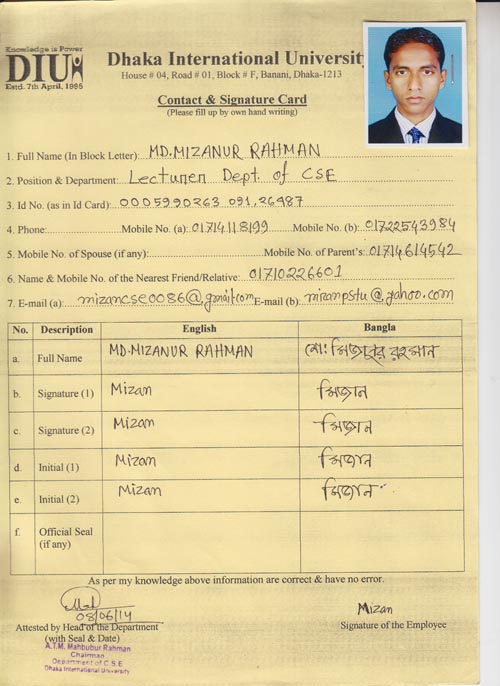 Knowledge is Power
DIU
Estd. 7th April, 1995
Dhaka International University
House # 04, Road # 01, Block # F, Banani, Dhaka-1213
Contact & Signature Card
(Please fill up by own hand writing)
1. Full Name (In Block Letter): MD.MIZANUR RAHMAN
2. Position & Department: Lecturer Dept. of CSE
3. Id No. (as in Id Card): 0005990263 091,26487
4. Phone: Mobile No. (a): 01714118199 Mobile No. (b): 01722543984
5. Mobile No. of Spouse (if any): Mobile No. of Parent's: 01714614542
6. Name & Mobile No. of the Nearest Friend/Relative: 01710226601
7. E-mail (a): mizancse0086@gmail.com E-mail (b): mizanpstu@yahoo.com
No. Description English Bangla
a. Full Name MD.MIZANUR RAHMAN মো: মিজানুর রহমান
b. Signature (1) Mizan মিজান
c. Signature (2) Mizan মিজান
d. Initial (1) Mizan মিজান
e. Initial (2) Mizan মিজান
f. Official Seal
(if any)
As per my knowledge above information are correct & have no error.
08/06/14
Mizan
Attested by Head of the Department
Signature of the Employee
(with Seal & Date)
A.T.M. Mahbubur Rahman
Chairman
Department of C.S.E
Dhaka International University